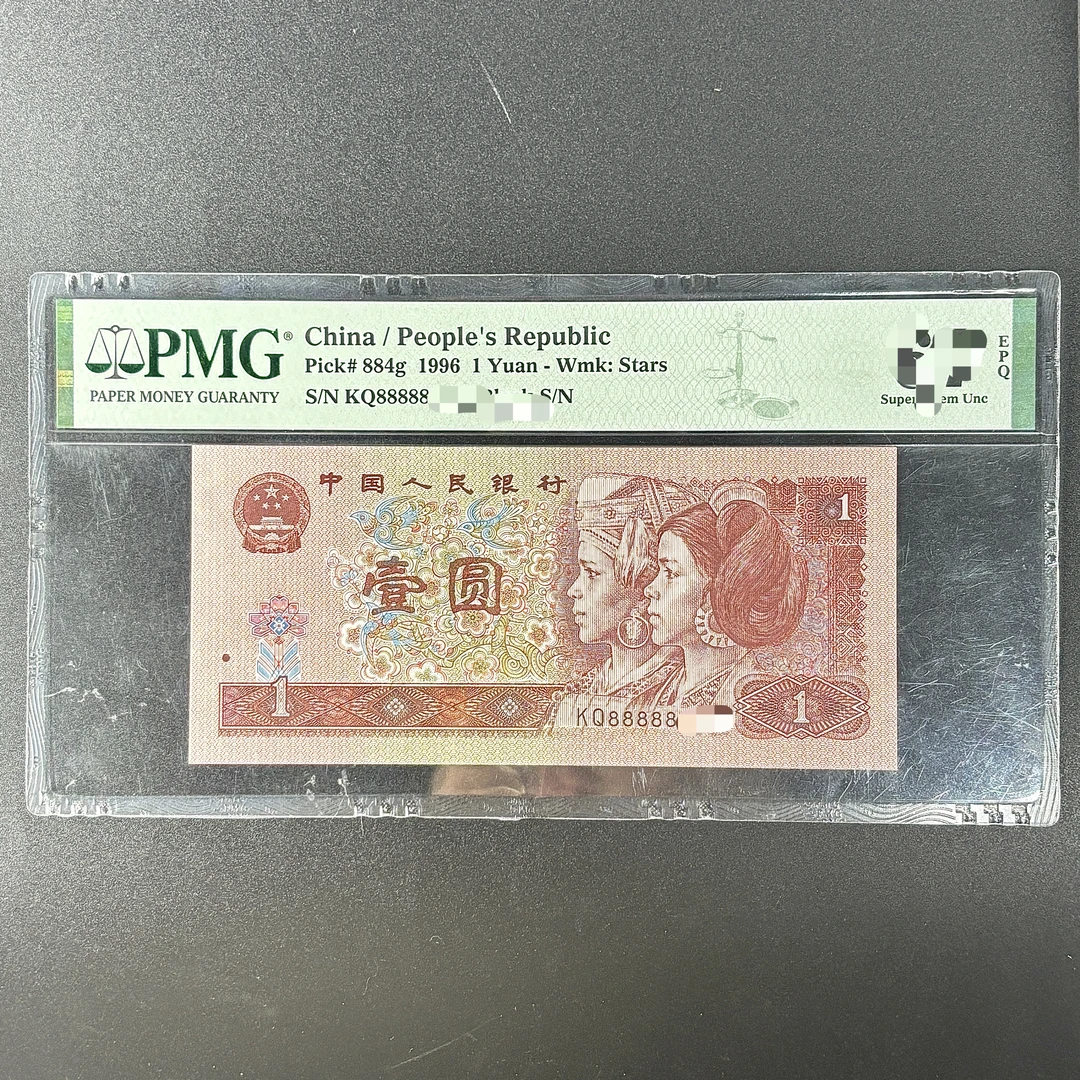 PMG®
PAPER MONEY GUARANTY
China / People's Republic
Pick# 884g 1996 1 Yuan - Wmk: Stars
S/N KQ88888 S/N
Unc
EPQ
中国人民银行
1
壹圆
1
KQ88888
1